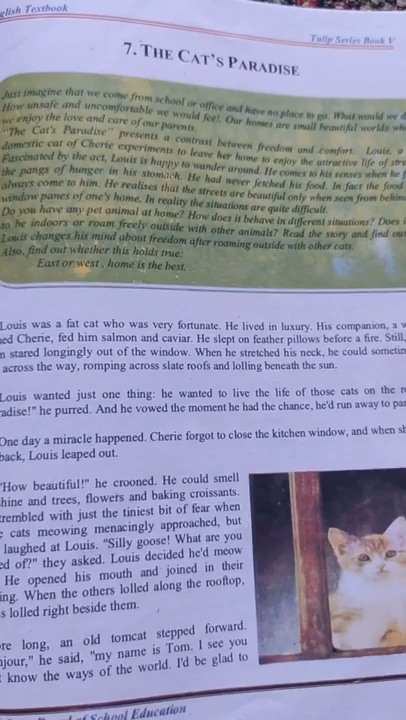 glish Textbook
Tulip Series Book V
7. THE CAT'S PARADISE
Just imagine that we come from school or office and have no place to go. What would we d
How unsafe and uncomfortable we would feel. Our homes are small beautiful worlds whe
we enjoy the love and care of our parents.
"The Cat's Paradise" presents a contrast between freedom and comfort. Louis, a
domestic cat of Cherie experiments to leave her home to enjoy the attractive life of stre
Fascinated by the act, Louis is happy to wander around. He comes to his senses when he f
the pangs of hunger in his stomach. He had never fetched his food. In fact the food
always come to him. He realises that the streets are beautiful only when seen from behin
window panes of one's home. In reality the situations are quite difficult.
Do you have any pet animal at home? How does it behave in different situations? Does i
to be indoors or roam freely outside with other animals? Read the story and find ou
Louis changes his mind about freedom after roaming outside with other cats.
Also, find out whether this holds true:
East or west, home is the best.
Louis was a fat cat who was very fortunate. He lived in luxury. His companion, a w
ed Cherie, fed him salmon and caviar. He slept on feather pillows before a fire. Still,
n stared longingly out of the window. When he stretched his neck, he could sometim
across the way, romping across slate roofs and lolling beneath the sun.
Louis wanted just one thing: he wanted to live the life of those cats on the r
adise!" he purred. And he vowed the moment he had the chance, he'd run away to par
One day a miracle happened. Cherie forgot to close the kitchen window, and when sh
back, Louis leaped out.
"How beautiful!" he crooned. He could smell
hine and trees, flowers and baking croissants.
trembled with just the tiniest bit of fear when
e cats meowing menacingly approached, but
laughed at Louis. "Silly goose! What are you
ed of?" they asked. Louis decided he'd meow
He opened his mouth and joined in their
ing. When the others lolled along the rooftop,
s lolled right beside them.
re long, an old tomcat stepped forward.
njour," he said, "my name is Tom. I see you
t know the ways of the world. I'd be glad to
of School Education